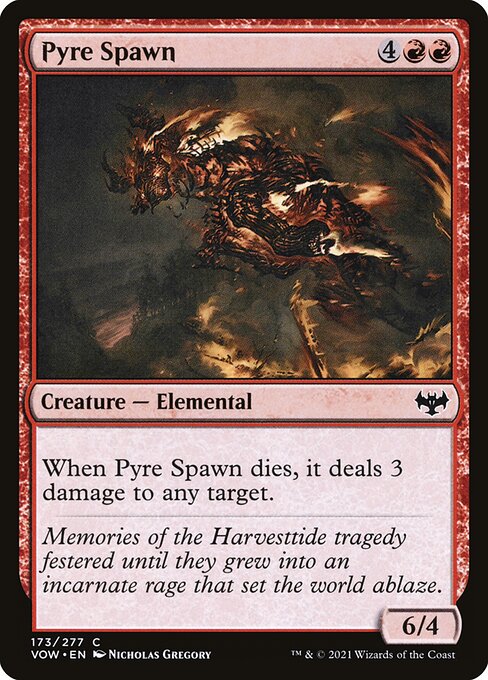 Pyre Spawn 4
Creature — Elemental
When Pyre Spawn dies, it deals 3
damage to any target.
Memories of the Harvesttide tragedy
festered until they grew into an
incarnate rage that set the world ablaze.
6/4
173/277 C
VOW • EN Nicholas Gregory
™ & © 2021 Wizards of the Coast